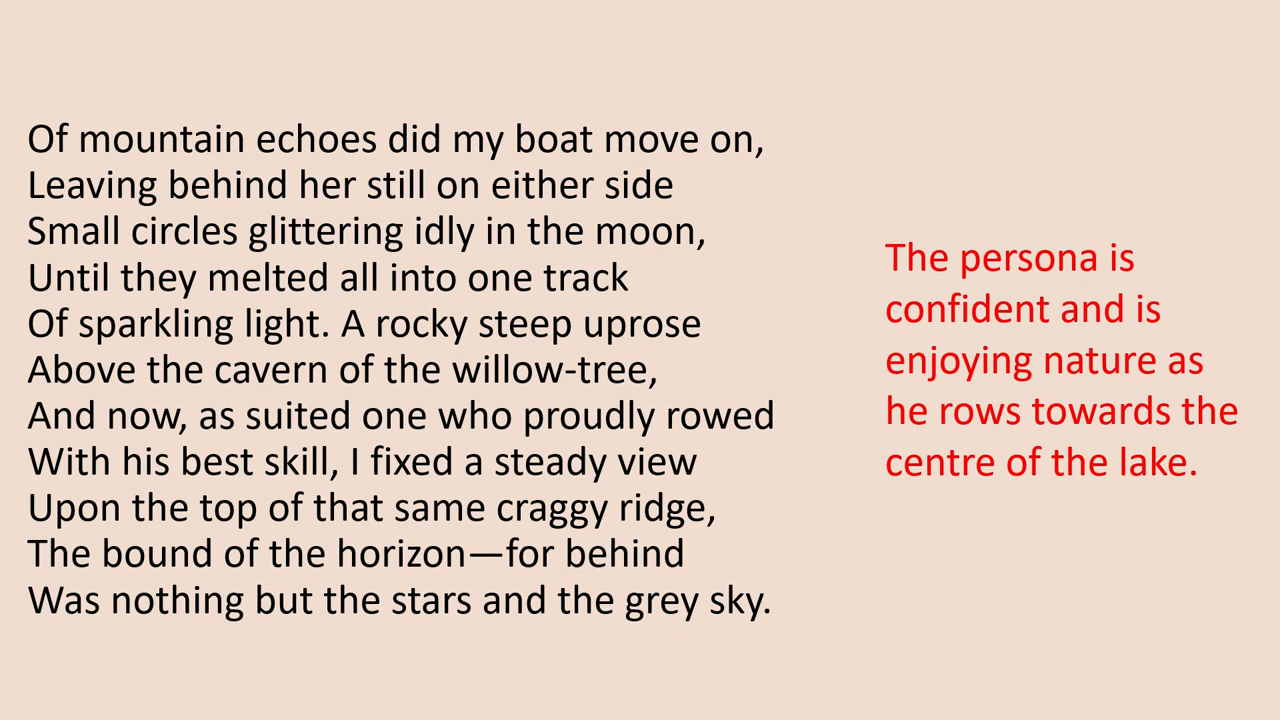 Of mountain echoes did my boat move on,
Leaving behind her still on either side
Small circles glittering idly in the moon,
Until they melted all into one track
Of sparkling light. A rocky steep uprose
Above the cavern of the willow-tree,
And now, as suited one who proudly rowed
With his best skill, I fixed a steady view
Upon the top of that same craggy ridge,
The bound of the horizon—for behind
Was nothing but the stars and the grey sky.
The persona is
confident and is
enjoying nature as
he rows towards the
centre of the lake.